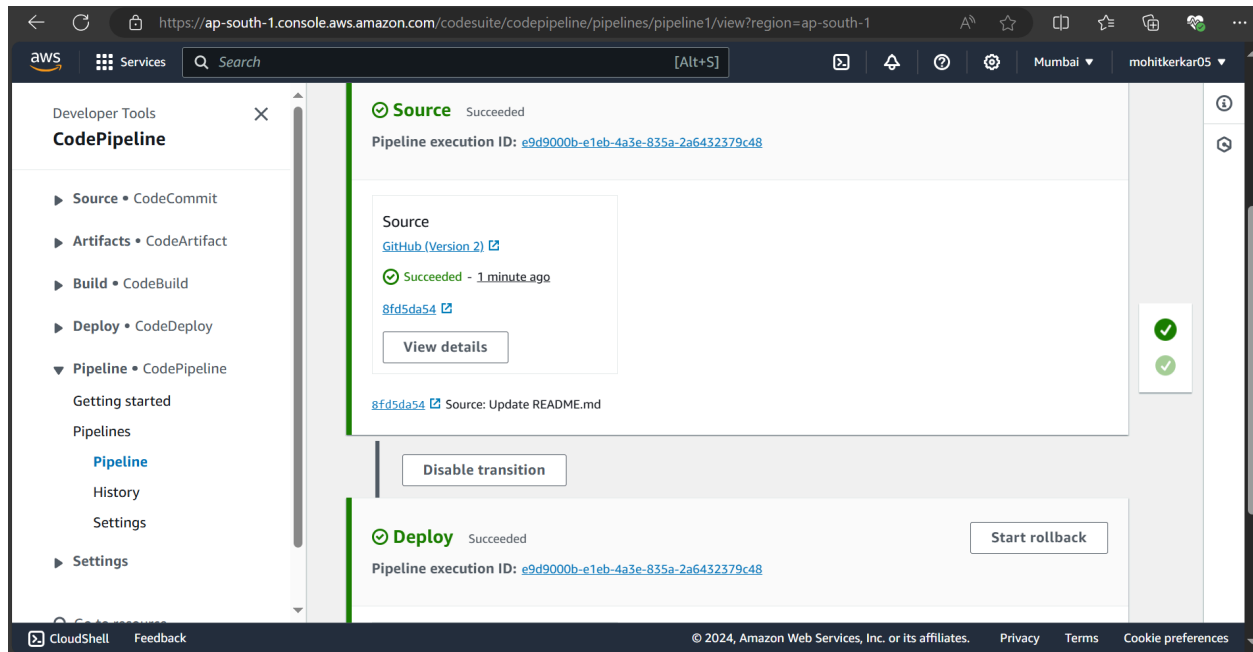 https://ap-south-1.console.aws.amazon.com/codesuite/codepipeline/pipelines/pipeline1/view?region=ap-south-1
aws Services Search [Alt+S] Mumbai mohitkerkar05
Developer Tools
CodePipeline
Source • CodeCommit
Artifacts • CodeArtifact
Build • CodeBuild
Deploy • CodeDeploy
Pipeline • CodePipeline
Getting started
Pipelines
Pipeline
History
Settings
Settings
Go to resource
Source Succeeded
Pipeline execution ID: e9d9000b-e1eb-4a3e-835a-2a6432379c48
Source
GitHub (Version 2)
Succeeded - 1 minute ago
8fd5da54
View details
8fd5da54 Source: Update README.md
Disable transition
Deploy Succeeded
Start rollback
Pipeline execution ID: e9d9000b-e1eb-4a3e-835a-2a6432379c48
CloudShell Feedback © 2024, Amazon Web Services, Inc. or its affiliates. Privacy Terms Cookie preferences